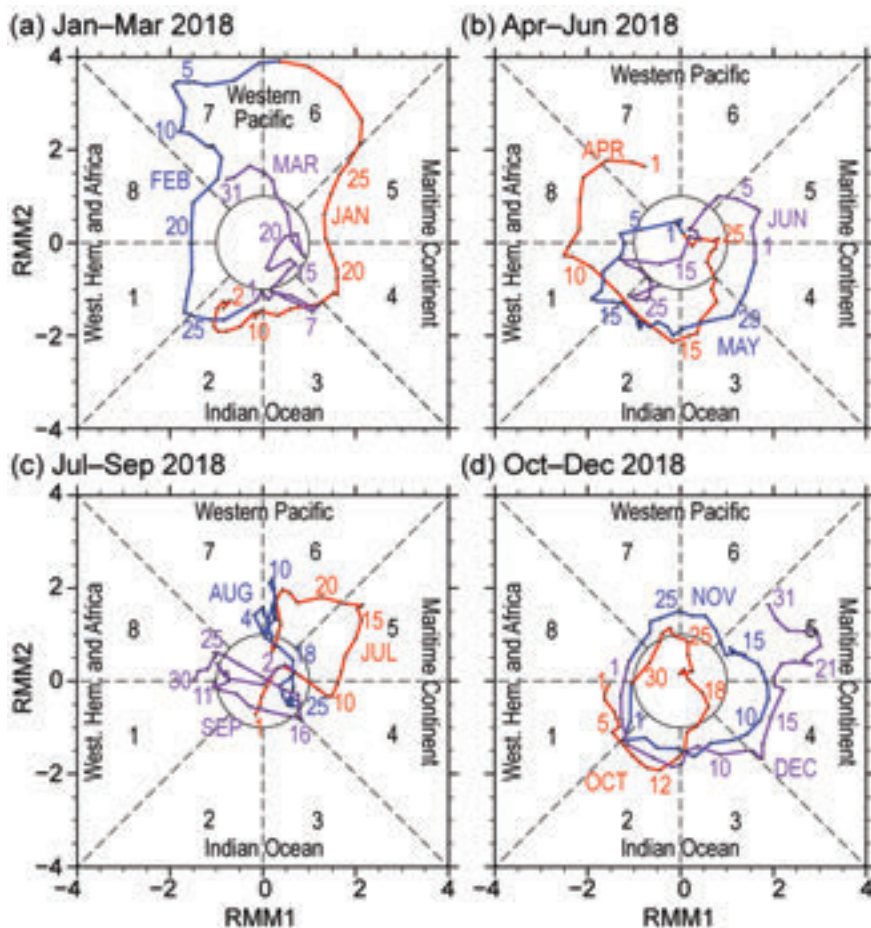 (a) Jan–Mar 2018
4
2
0
−2
−4
RMM2
West. Hem. and Africa
Western
Pacific
Maritime Continent
Indian Ocean
7 6
8 5
1 4
2 3
5
10
FEB
20
25
MAR
31
20
15
1
7
25
JAN
20
2
10
(b) Apr–Jun 2018
Western Pacific
West. Hem. and Africa
Maritime Continent
Indian Ocean
7 6
8 5
1 4
2 3
APR
1
10
25
15
5
1
15
29
MAY
5
JUN
1
15
25
(c) Jul–Sep 2018
4
2
0
−2
−4
RMM2
Western Pacific
West. Hem. and Africa
Maritime Continent
Indian Ocean
7 6
8 5
1 4
2 3
10
AUG
4
18
25
20
15
JUL
10
1
25
2
30
11
SEP
16
−4 −2 0 2 4
RMM1
(d) Oct–Dec 2018
Western Pacific
West. Hem. and Africa
Maritime Continent
Indian Ocean
7 6
8 5
1 4
2 3
25
NOV
15
10
1
25
30
18
1
5
OCT
12
31
21
15
DEC
10
1
−4 −2 0 2 4
RMM1